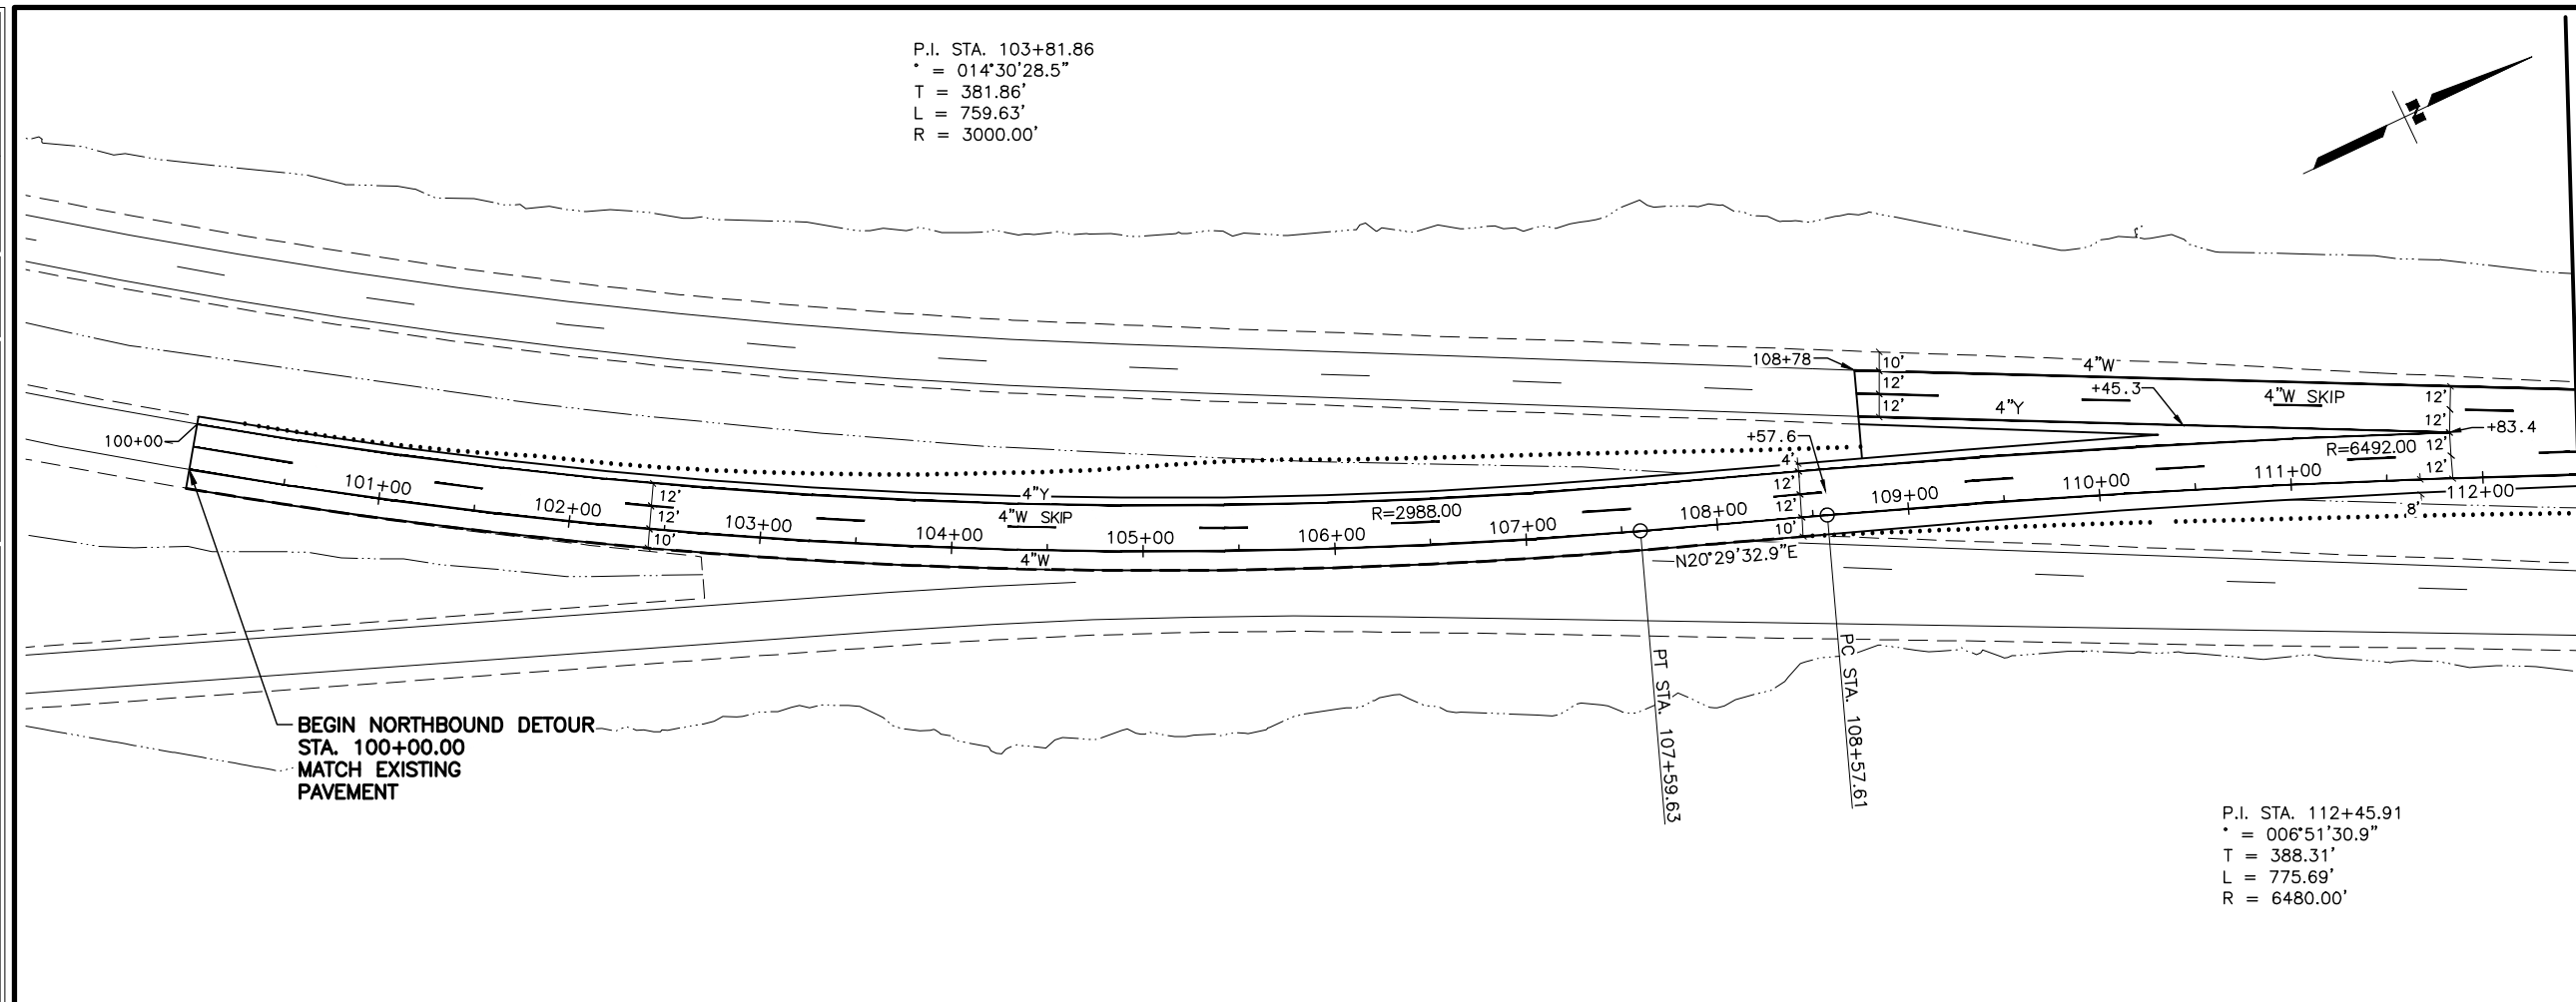 P.I. STA. 103+81.86
° = 014°30'28.5"
T = 381.86'
L = 759.63'
R = 3000.00'
N
108+78
10'
12'
12'
4"W
+45.3
4"W SKIP
4"Y
12'
12'
+83.4
12'
12'
R=6492.00
100+00
+57.6
4'
12'
12'
10'
101+00
102+00
12'
12'
10'
103+00
4"Y
4"W SKIP
104+00
105+00
4"W
106+00
R=2988.00
107+00
108+00
109+00
110+00
111+00
112+00
8'
N20°29'32.9"E
PT STA. 107+59.63
PC STA. 108+57.61
BEGIN NORTHBOUND DETOUR
STA. 100+00.00
MATCH EXISTING
PAVEMENT
P.I. STA. 112+45.91
° = 006°51'30.9"
T = 388.31'
L = 775.69'
R = 6480.00'